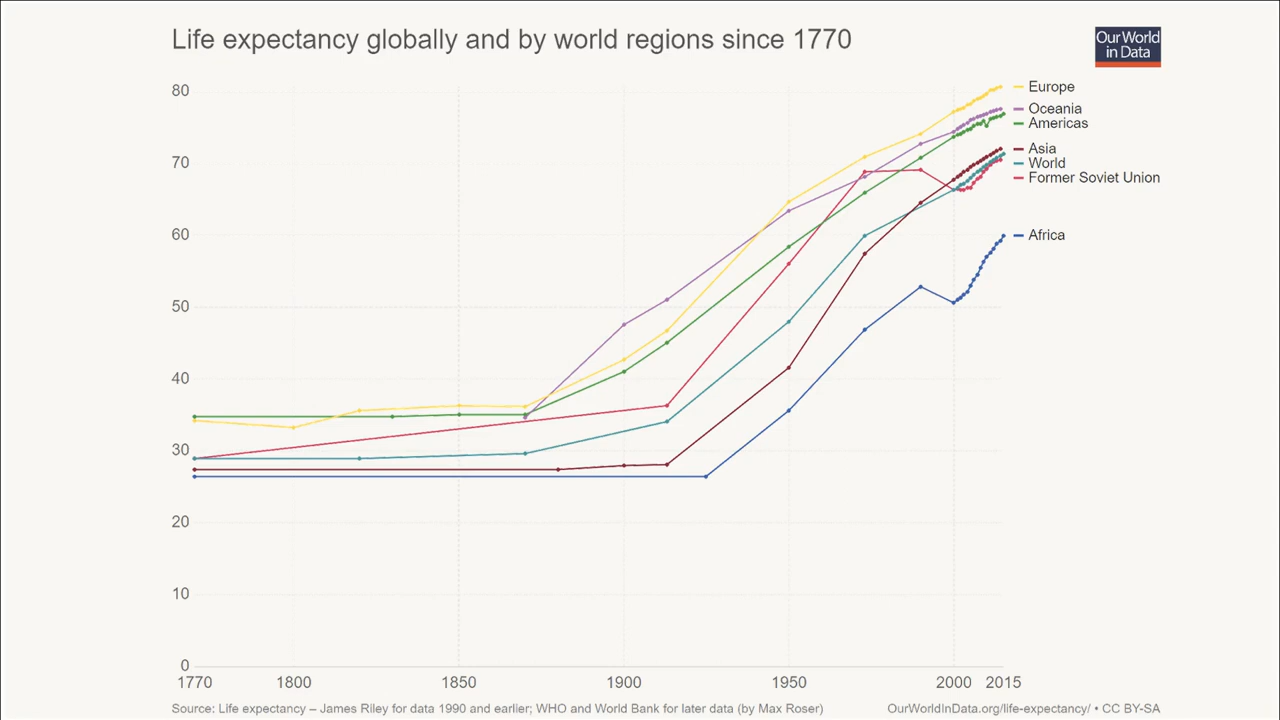 Life expectancy globally and by world regions since 1770
Our World
in Data
80
70
60
50
40
30
20
10
0
Europe
Oceania
Americas
Asia
World
Former Soviet Union
Africa
1770 1800 1850 1900 1950 2000 2015
Source: Life expectancy – James Riley for data 1990 and earlier; WHO and World Bank for later data (by Max Roser)
OurWorldInData.org/life-expectancy/ • CC BY-SA